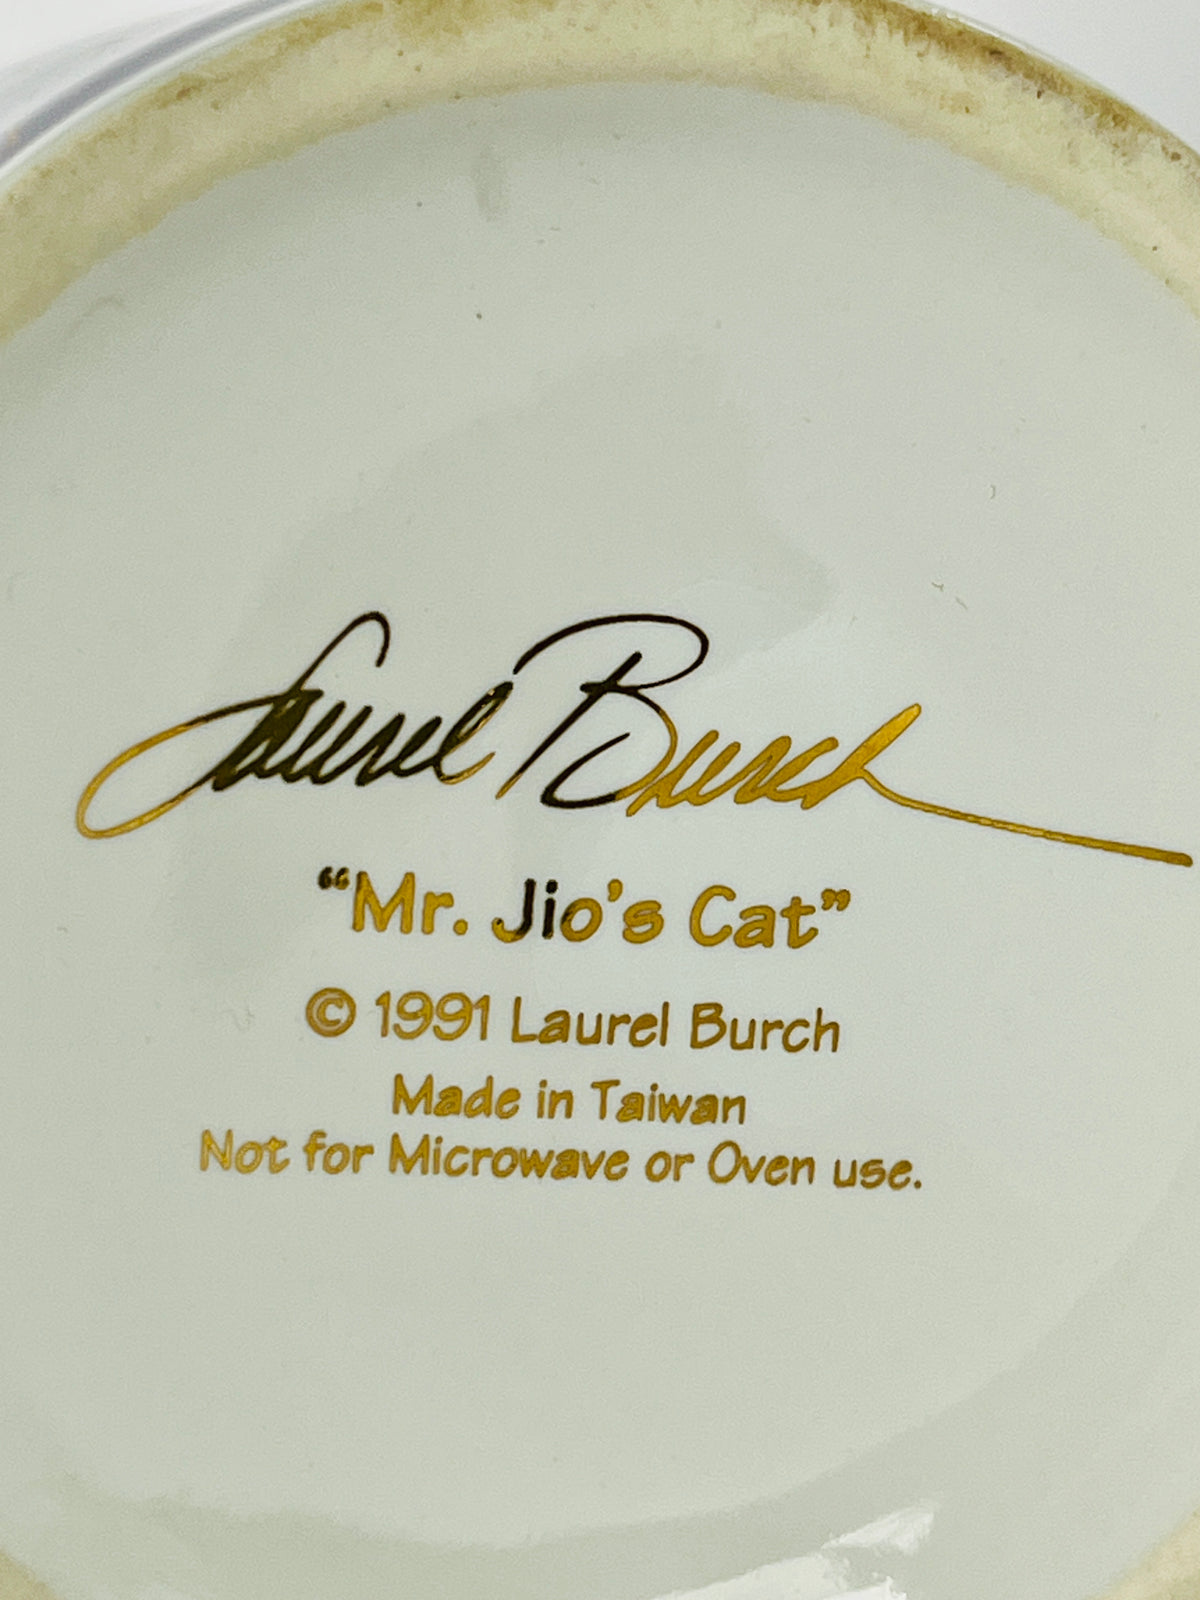 Laurel Burch
“Mr. Jio’s Cat”
© 1991 Laurel Burch
Made in Taiwan
Not for Microwave or Oven use.